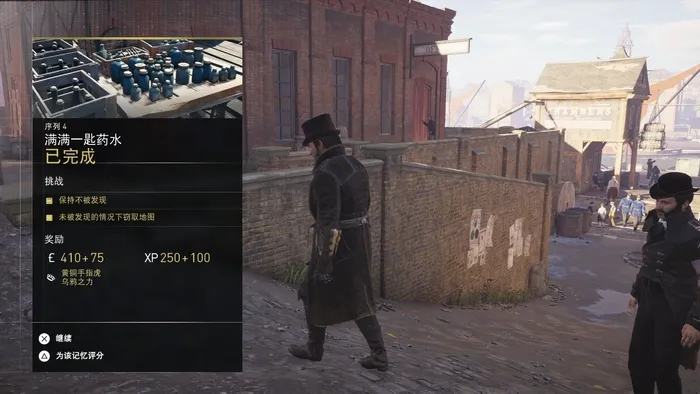 序列 4
满满一匙药水
已完成
挑战
保持不被发现
未被发现的情况下窃取地图
奖励
£ 410+75 XP 250+100
黄铜手指虎
乌鸦之力
继续
为该记忆评分